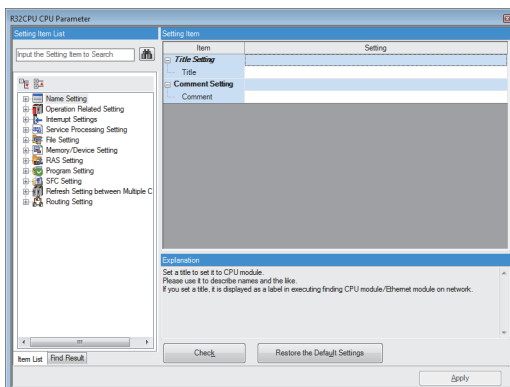 R32CPU CPU Parameter
Setting Item List
Input the Setting Item to Search
Name Setting
Operation Related Setting
Interrupt Settings
Service Processing Setting
File Setting
Memory/Device Setting
RAS Setting
Program Setting
SFC Setting
Refresh Setting between Multiple C
Routing Setting
Item List
Find Result
Setting Item
Item
Setting
Title Setting
Title
Comment Setting
Comment
Explanation
Set a title to set it to CPU module.
Please use it to describe names and the like.
If you set a title, it is displayed as a label in executing finding CPU module/Ethernet module on network.
Check
Restore the Default Settings
Apply